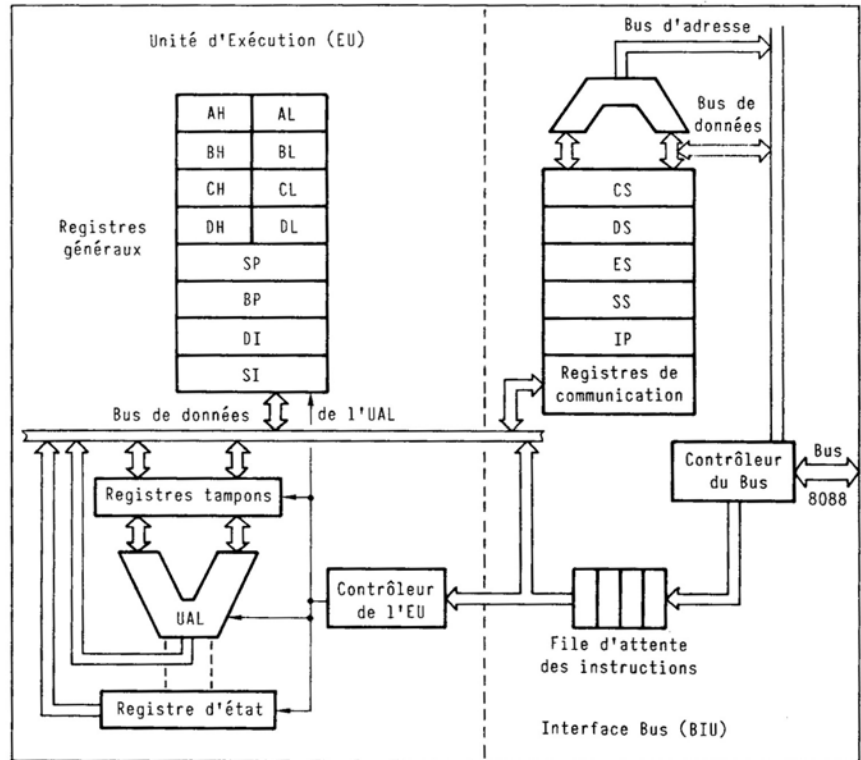 Unité d'Exécution (EU)
AH AL
BH BL
CH CL
DH DL
SP
BP
DI
SI
Registres
généraux
Bus de données de l'UAL
Registres tampons
UAL
Registre d'état
Contrôleur
de l'EU
Bus d'adresse
Bus de
données
CS
DS
ES
SS
IP
Registres de
communication
Contrôleur
du Bus
Bus
8088
File d'attente
des instructions
Interface Bus (BIU)